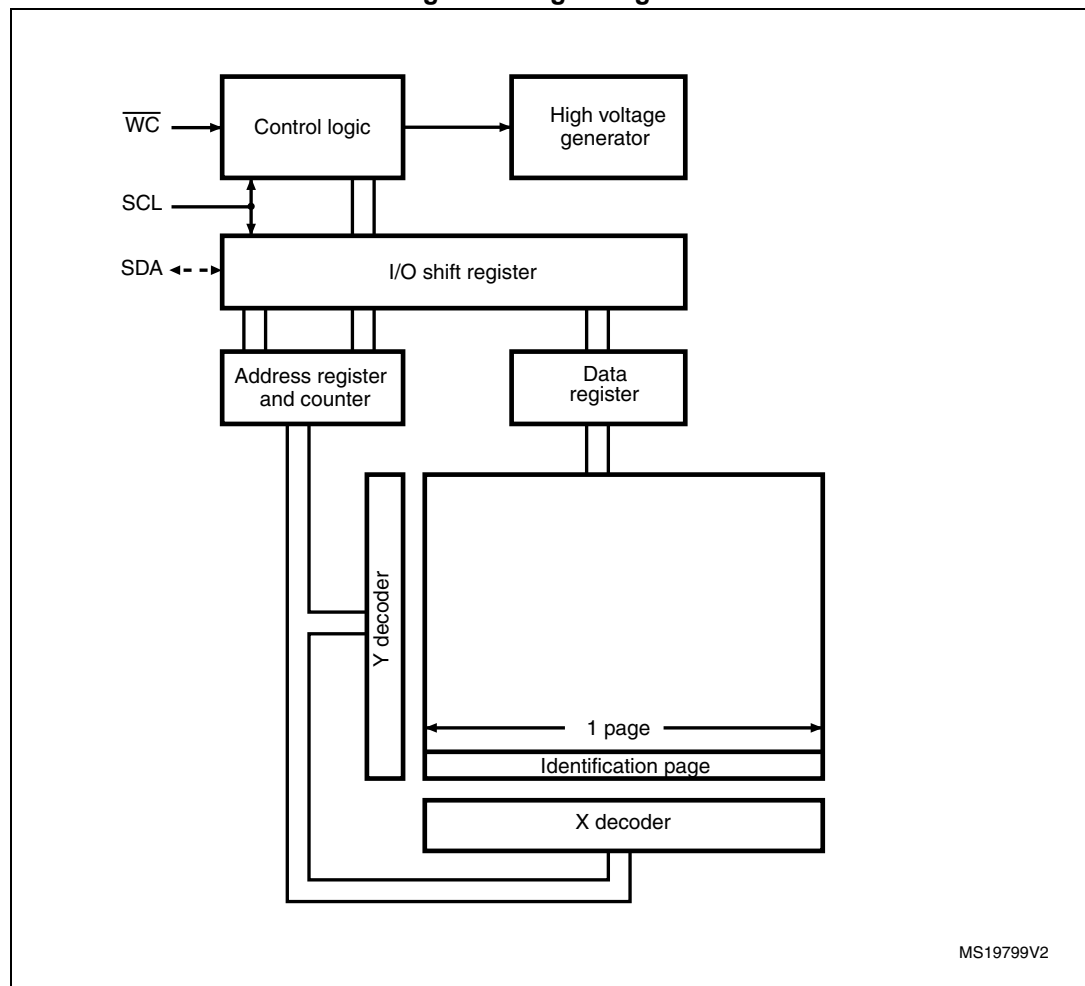 W̅C̅
Control logic
High voltage
generator
SCL
SDA
I/O shift register
Address register
and counter
Data
register
Y decoder
1 page
Identification page
X decoder
MS19799V2